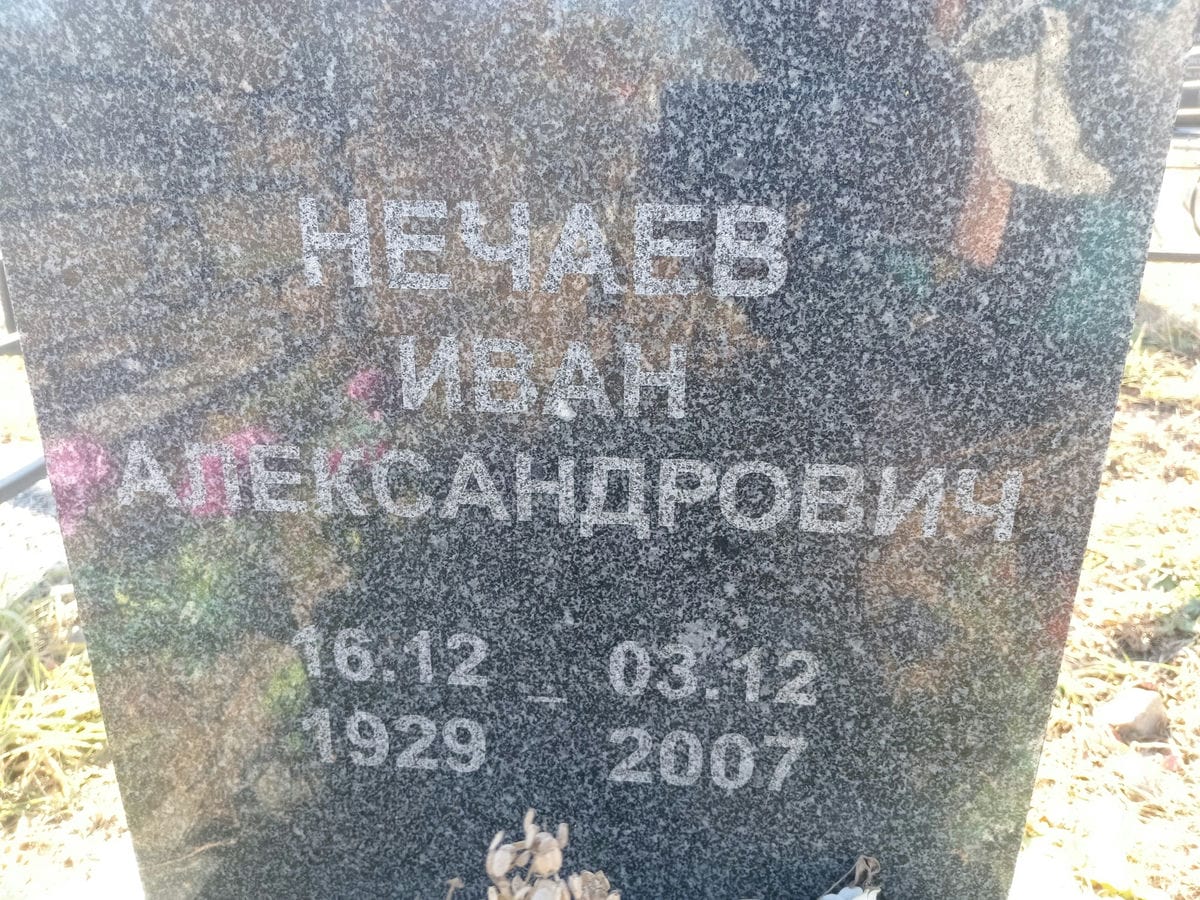 НЕЧАЕВ
ИВАН
АЛЕКСАНДРОВИЧ
16.12 – 03.12
1929 2007